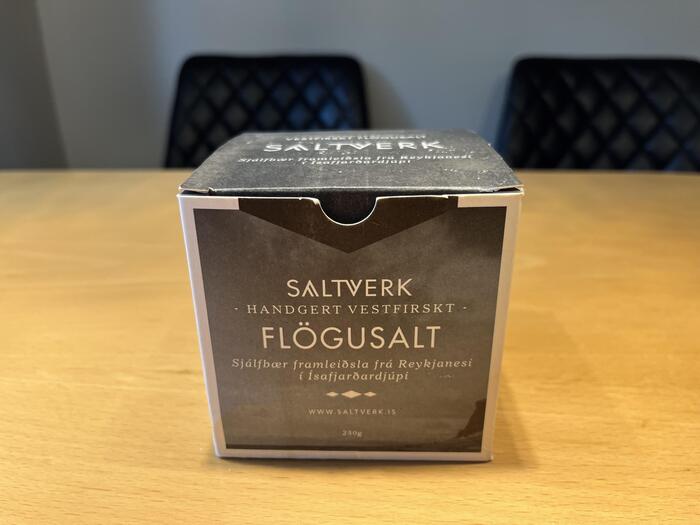 VESTFIRSKT FLÖGUSALT
SALTVERK
Sjálfbær framleiðsla frá Reykjanesi
í Ísafjarðardjúpi
SALTVERK
- HANDGERT VESTFIRSKT -
FLÖGUSALT
Sjálfbær framleiðsla frá Reykjanesi
í Ísafjarðardjúpi
WWW.SALTVERK.IS
250g